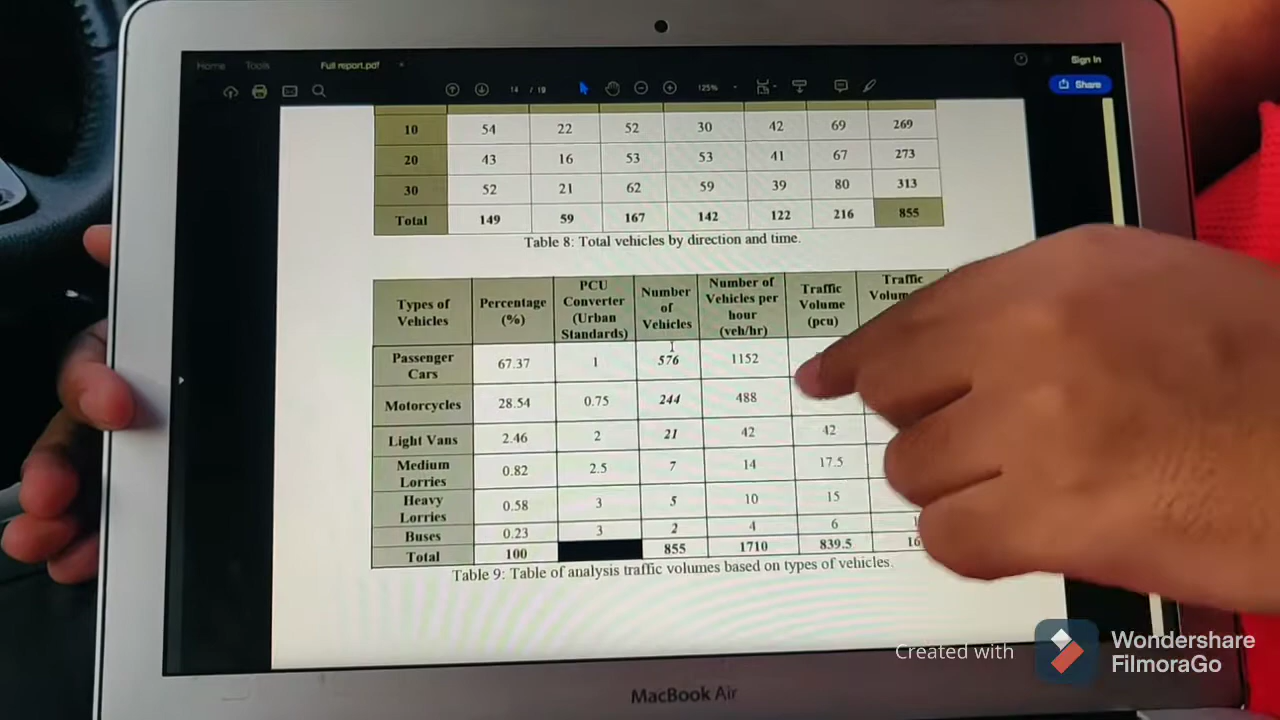 Home Tools Full report.pdf × Sign In
14 / 19 125% Share
10 54 22 52 30 42 69 269
20 43 16 53 53 41 67 273
30 52 21 62 59 39 80 313
Total 149 59 167 142 122 216 855
Table 8: Total vehicles by direction and time.
Types of Vehicles Percentage (%) PCU Converter (Urban Standards) Number of Vehicles Number of Vehicles per hour (veh/hr) Traffic Volume (pcu) Traffic
Passenger Cars 67.37 1 576 1152
Motorcycles 28.54 0.75 244 488
Light Vans 2.46 2 21 42 42
Medium Lorries 0.82 2.5 7 14 17.5
Heavy Lorries 0.58 3 5 10 15
Buses 0.23 3 2 4 6
Total 100 855 1710 839.5
Table 9: Table of analysis traffic volumes based on types of vehicles.
Created with Wondershare FilmoraGo
MacBook Air